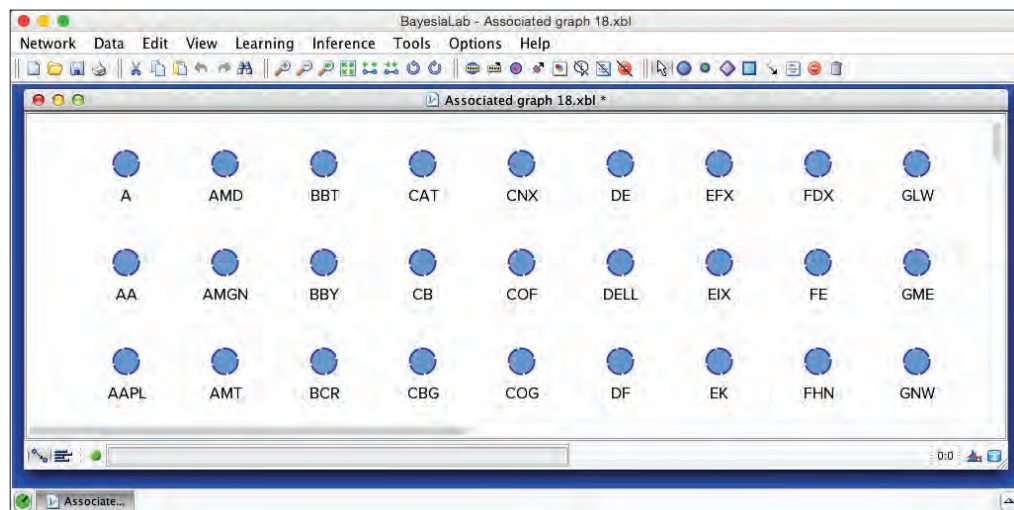 BayesiaLab - Associated graph 18.xbl
Network Data Edit View Learning Inference Tools Options Help
Associated graph 18.xbl *
A AMD BBT CAT CNX DE EFX FDX GLW
AA AMGN BBY CB COF DELL EIX FE GME
AAPL AMT BCR CBG COG DF EK FHN GNW
0:0
Associate...